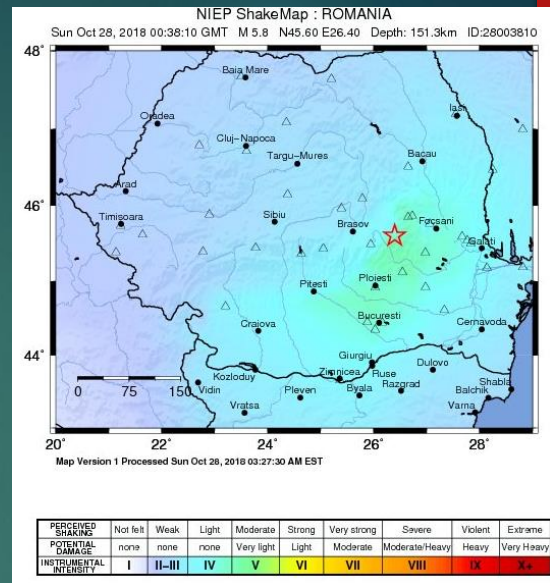 NIEP ShakeMap : ROMANIA
Sun Oct 28, 2018 00:38:10 GMT M 5.8 N45.60 E26.40 Depth: 151.3km ID:28003810
48˚
Baia Mare
Oradea
Iasi
Cluj-Napoca
Targu-Mures
Bacau
Arad
46˚
Timisoara
Sibiu
Brasov
Focsani
Galati
Ploiesti
Pitesti
Bucuresti
Craiova
Cernavoda
44˚
Giurgiu
Zimnicea
Ruse
Dulovo
Kozloduy
0 75 150
Vidin
Pleven
Byala
Razgrad
Shabla
Balchik
Vratsa
Varna
20˚ 22˚ 24˚ 26˚ 28˚
Map Version 1 Processed Sun Oct 28, 2018 03:27:30 AM EST
PERCEIVED SHAKING Not felt Weak Light Moderate Strong Very strong Severe Violent Extreme
POTENTIAL DAMAGE none none none Very light Light Moderate Moderate/Heavy Heavy Very Heavy
INSTRUMENTAL INTENSITY I II-III IV V VI VII VIII IX X+